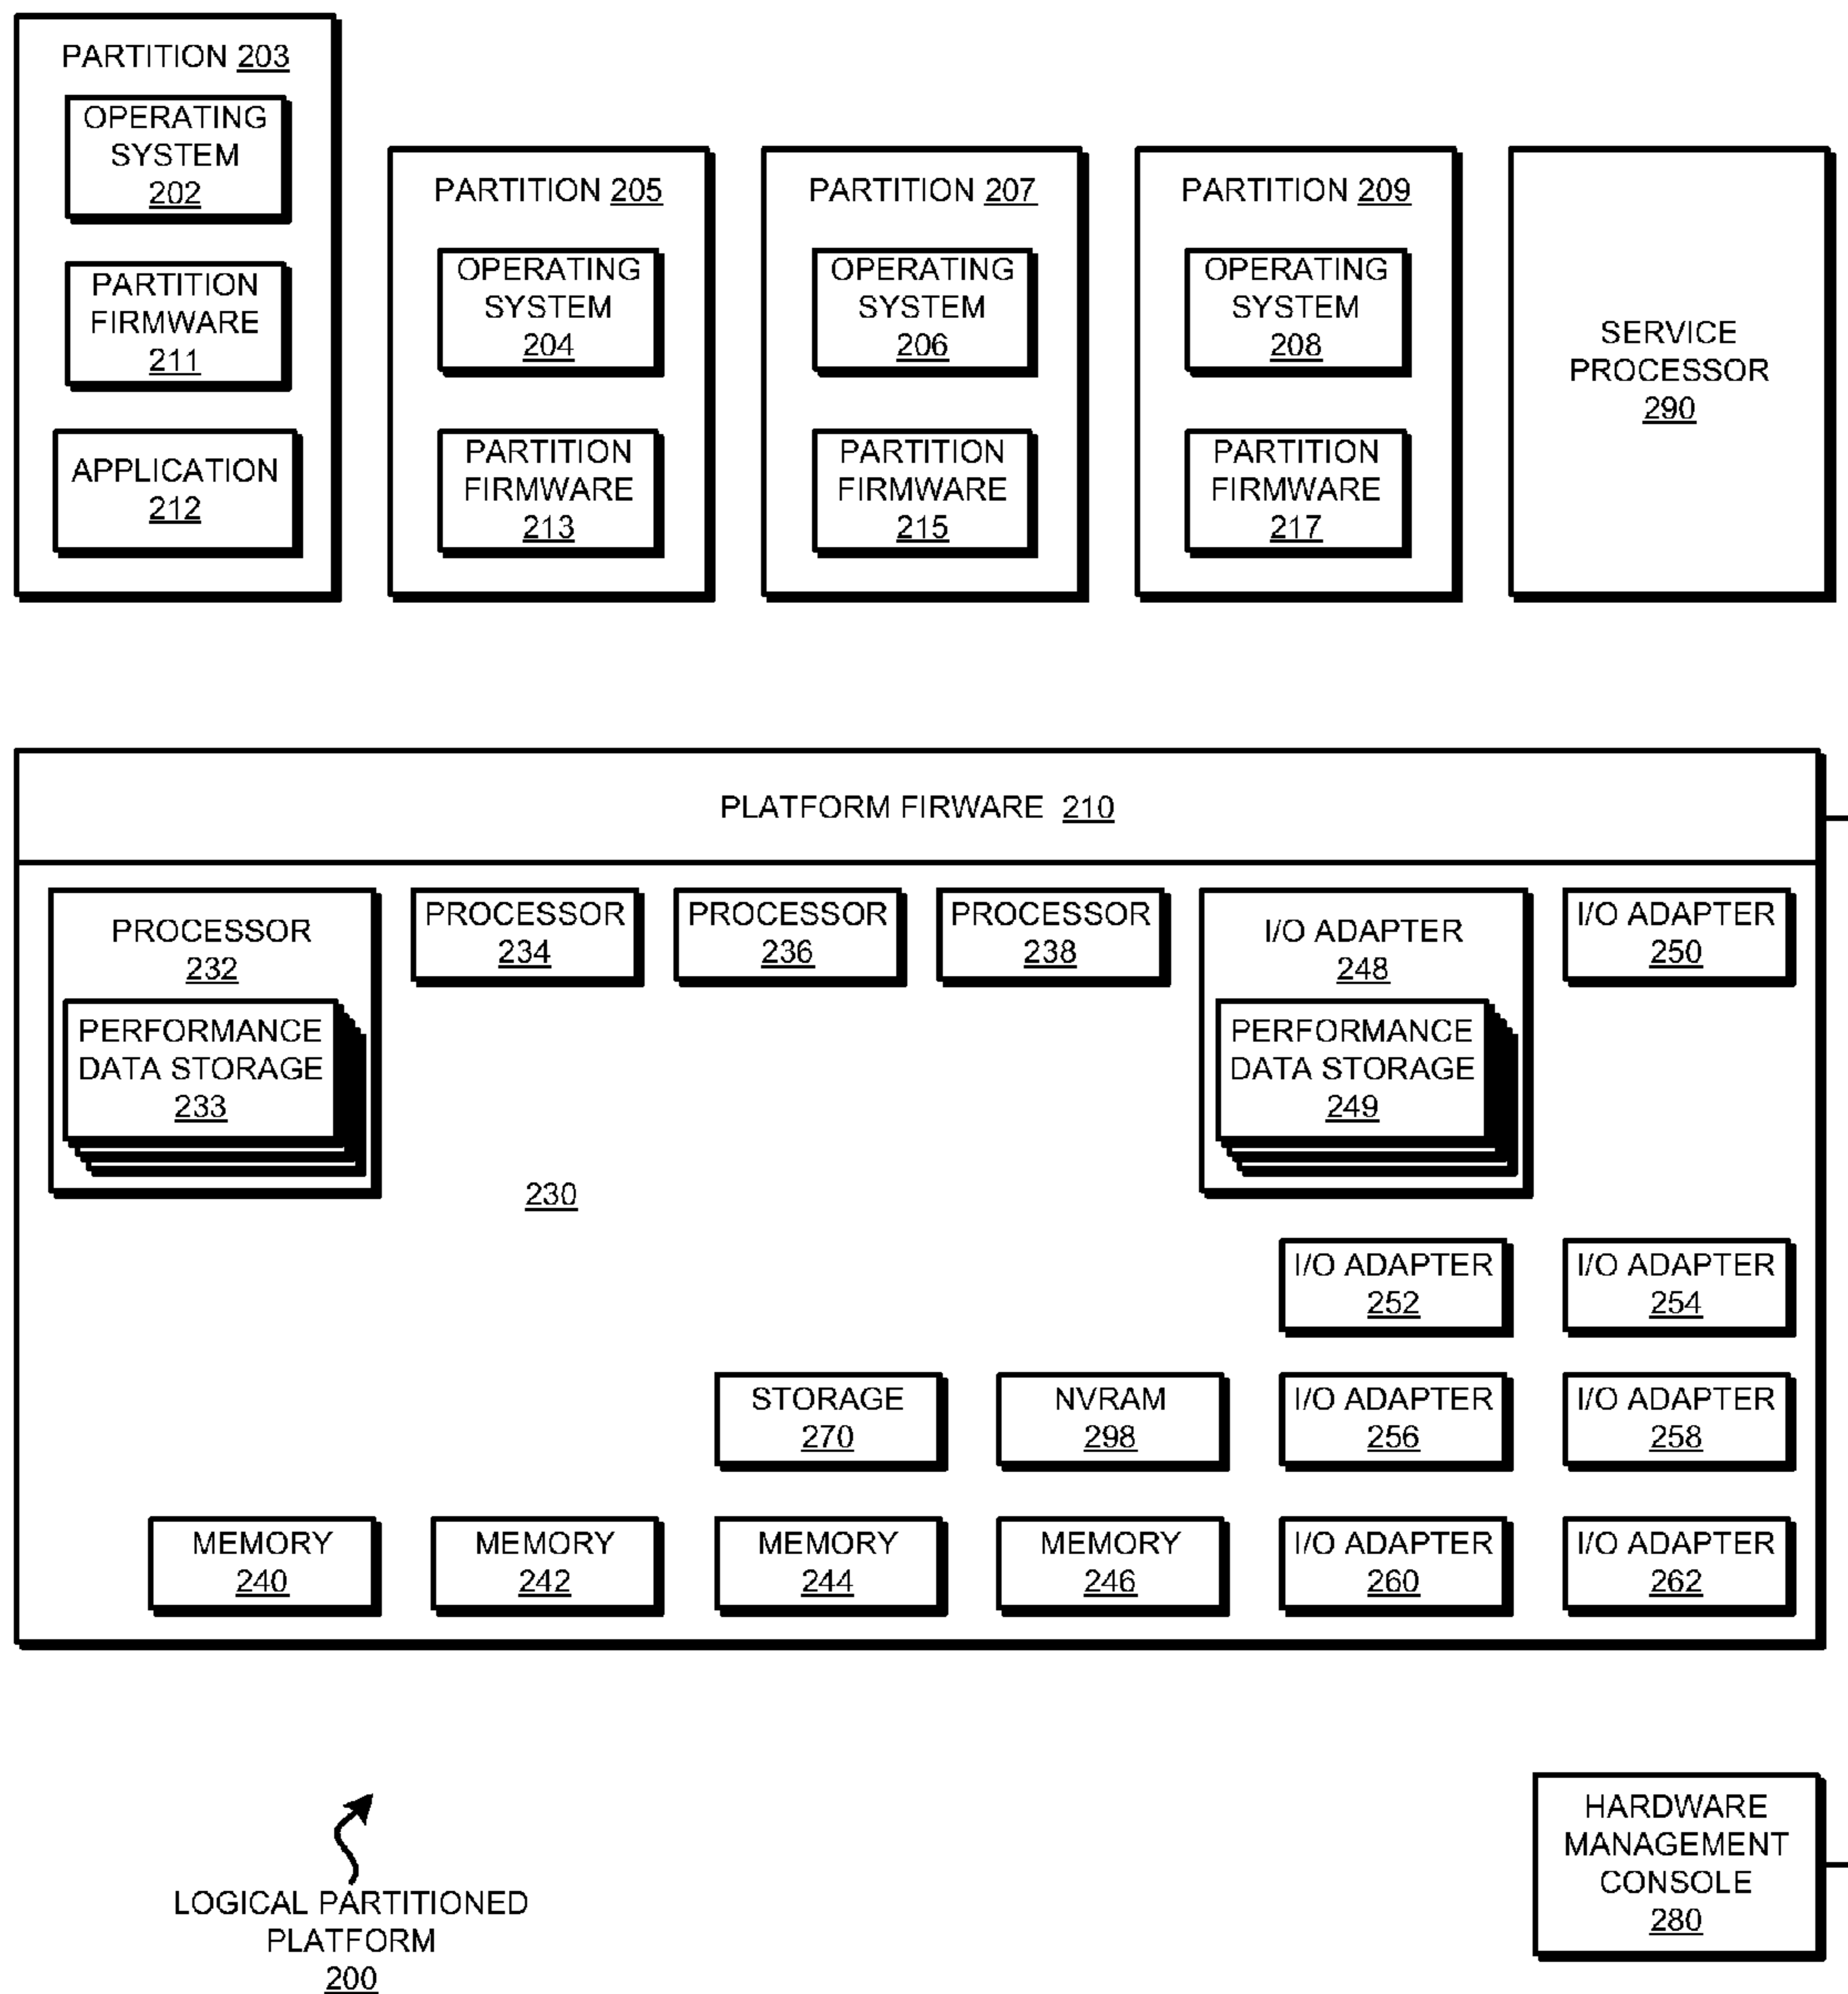 PARTITION 203
OPERATING
SYSTEM
202
PARTITION
FIRMWARE
211
APPLICATION
212
PARTITION 205
OPERATING
SYSTEM
204
PARTITION
FIRMWARE
213
PARTITION 207
OPERATING
SYSTEM
206
PARTITION
FIRMWARE
215
PARTITION 209
OPERATING
SYSTEM
208
PARTITION
FIRMWARE
217
SERVICE
PROCESSOR
290
PLATFORM FIRWARE 210
PROCESSOR
232
PERFORMANCE
DATA STORAGE
233
PROCESSOR
234
PROCESSOR
236
PROCESSOR
238
I/O ADAPTER
248
PERFORMANCE
DATA STORAGE
249
I/O ADAPTER
250
230
I/O ADAPTER
252
I/O ADAPTER
254
STORAGE
270
NVRAM
298
I/O ADAPTER
256
I/O ADAPTER
258
MEMORY
240
MEMORY
242
MEMORY
244
MEMORY
246
I/O ADAPTER
260
I/O ADAPTER
262
LOGICAL PARTITIONED
PLATFORM
200
HARDWARE
MANAGEMENT
CONSOLE
280